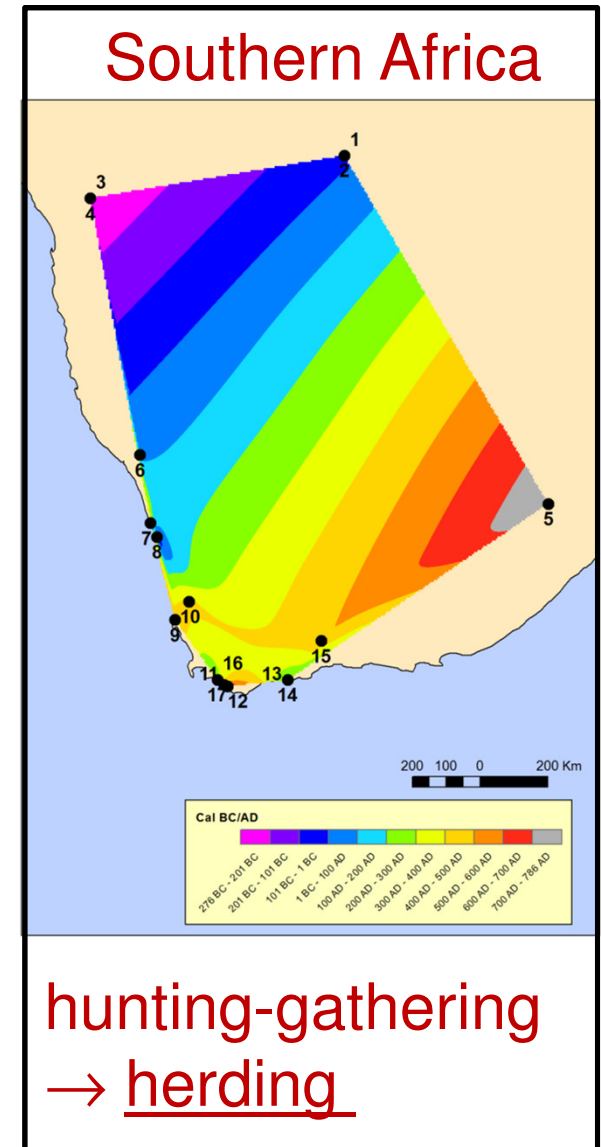 Southern Africa
1
2
3
4
5
6
7
8
10
9
15
16
11
13
17
12
14
200 100 0 200 Km
Cal BC/AD
276 BC - 201 BC
201 BC - 101 BC
101 BC - 1 BC
1 BC - 100 AD
100 AD - 200 AD
200 AD - 300 AD
300 AD - 400 AD
400 AD - 500 AD
500 AD - 600 AD
600 AD - 700 AD
700 AD - 786 AD
hunting-gathering
→ herding